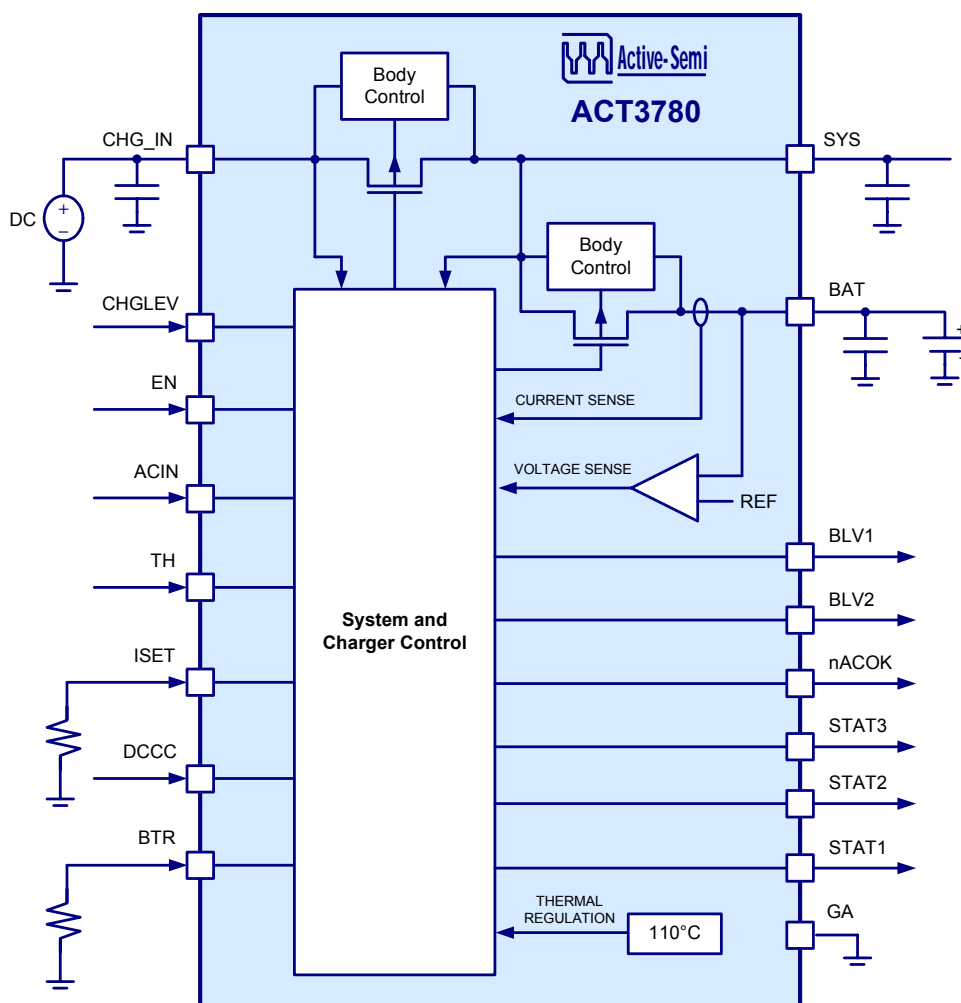 Active-Semi
ACT3780
Body
Control
CHG_IN
SYS
DC
+
−
Body
Control
BAT
+
-
CHGLEV
EN
CURRENT SENSE
ACIN
VOLTAGE SENSE
REF
TH
BLV1
BLV2
System and
Charger Control
ISET
nACOK
DCCC
STAT3
STAT2
BTR
STAT1
THERMAL
REGULATION
110°C
GA